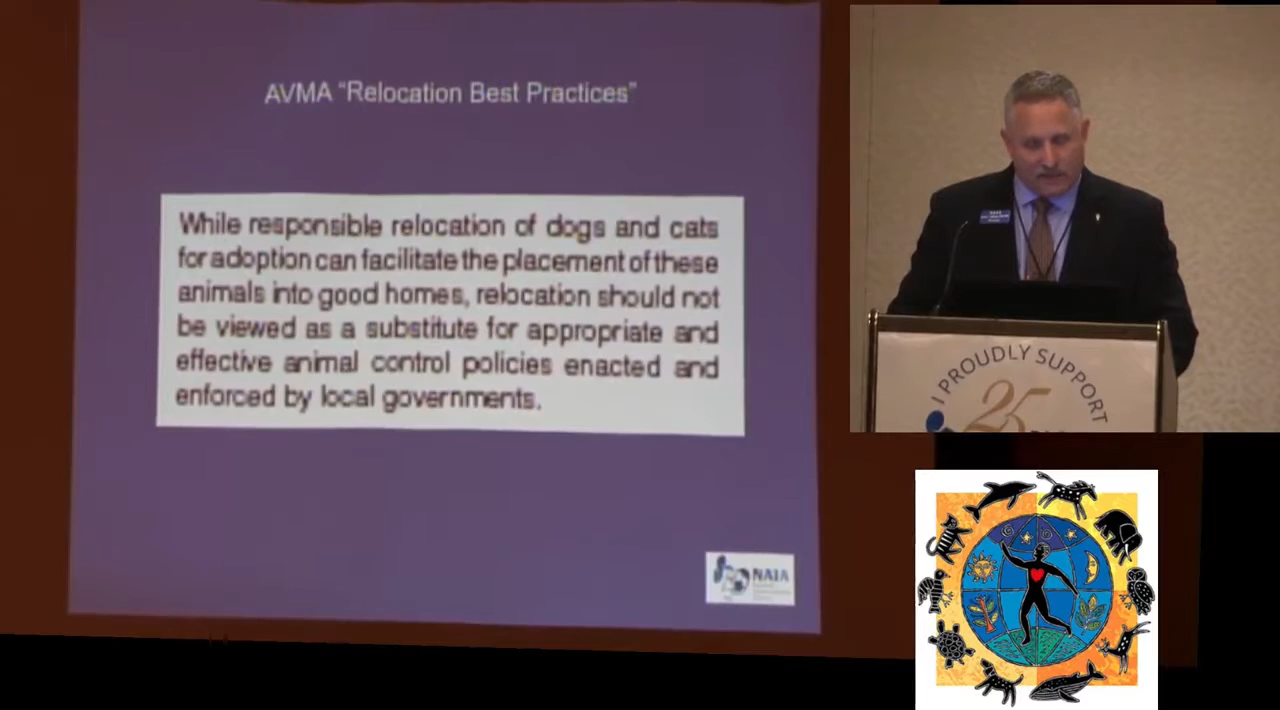 AVMA “Relocation Best Practices”
While responsible relocation of dogs and cats
for adoption can facilitate the placement of these
animals into good homes, relocation should not
be viewed as a substitute for appropriate and
effective animal control policies enacted and
enforced by local governments.
NAIA
I PROUDLY SUPPORT
25